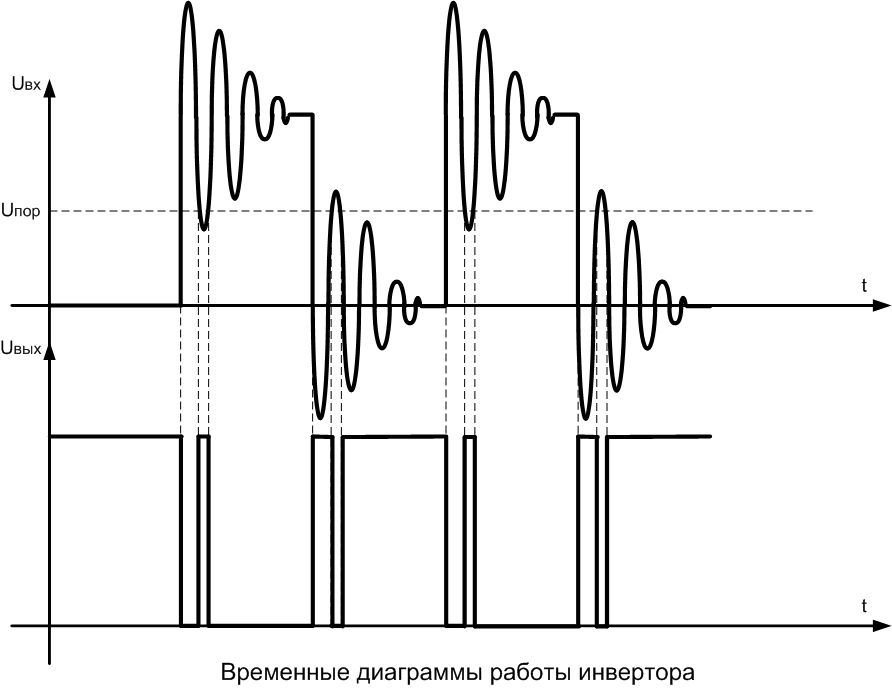 Uвх
Uпор
t
Uвых
t
Временные диаграммы работы инвертора